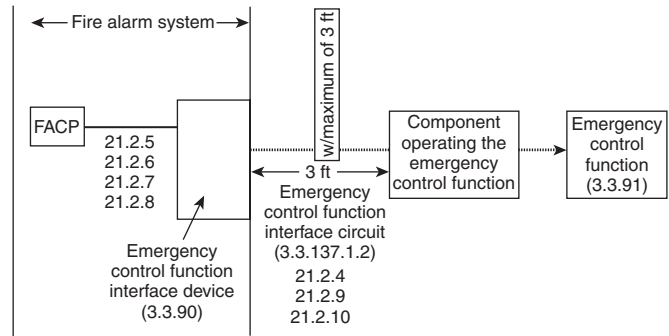 Fire alarm system
w/maximum of 3 ft
FACP
21.2.5
21.2.6
21.2.7
21.2.8
Component
operating the
emergency
control function
Emergency
control
function
(3.3.91)
3 ft
Emergency
control function
interface circuit
(3.3.137.1.2)
21.2.4
21.2.9
21.2.10
Emergency
control function
interface device
(3.3.90)